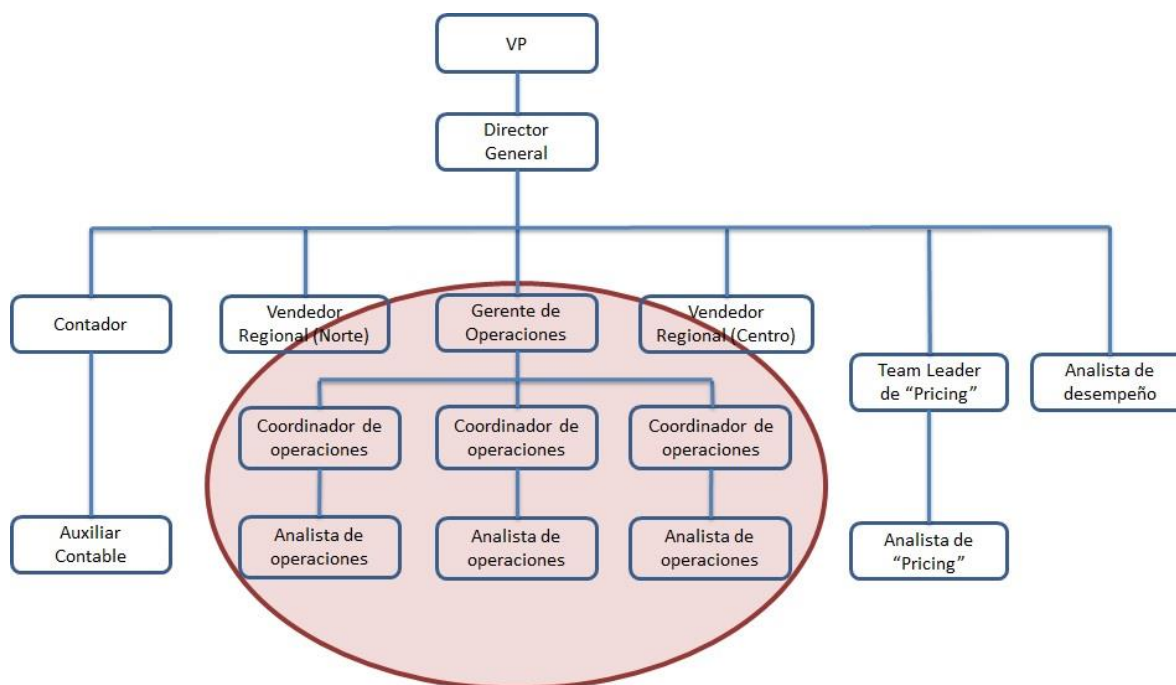 VP
Director
General
Contador
Vendedor
Regional (Norte)
Gerente de
Operaciones
Vendedor
Regional (Centro)
Team Leader
de “Pricing”
Analista de
desempeño
Coordinador de
operaciones
Coordinador de
operaciones
Coordinador de
operaciones
Auxiliar
Contable
Analista de
operaciones
Analista de
operaciones
Analista de
operaciones
Analista de
“Pricing”